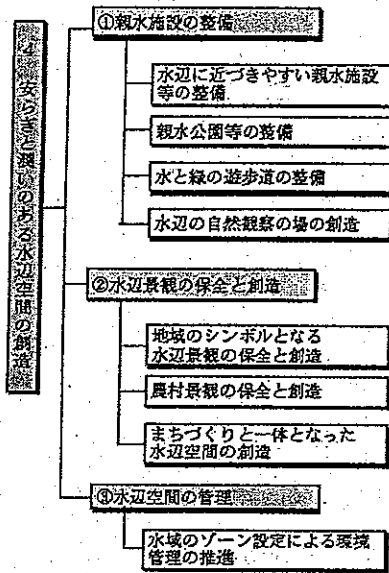 4 安らぎと潤いのある水辺空間の創造
①親水施設の整備
水辺に近づきやすい親水施設
等の整備
親水公園等の整備
水と緑の遊歩道の整備
水辺の自然観察の場の創造
②水辺景観の保全と創造
地域のシンボルとなる
水辺景観の保全と創造
農村景観の保全と創造
まちづくりと一体となった
水辺空間の創造
③水辺空間の管理
水域のゾーン設定による環境
管理の推進